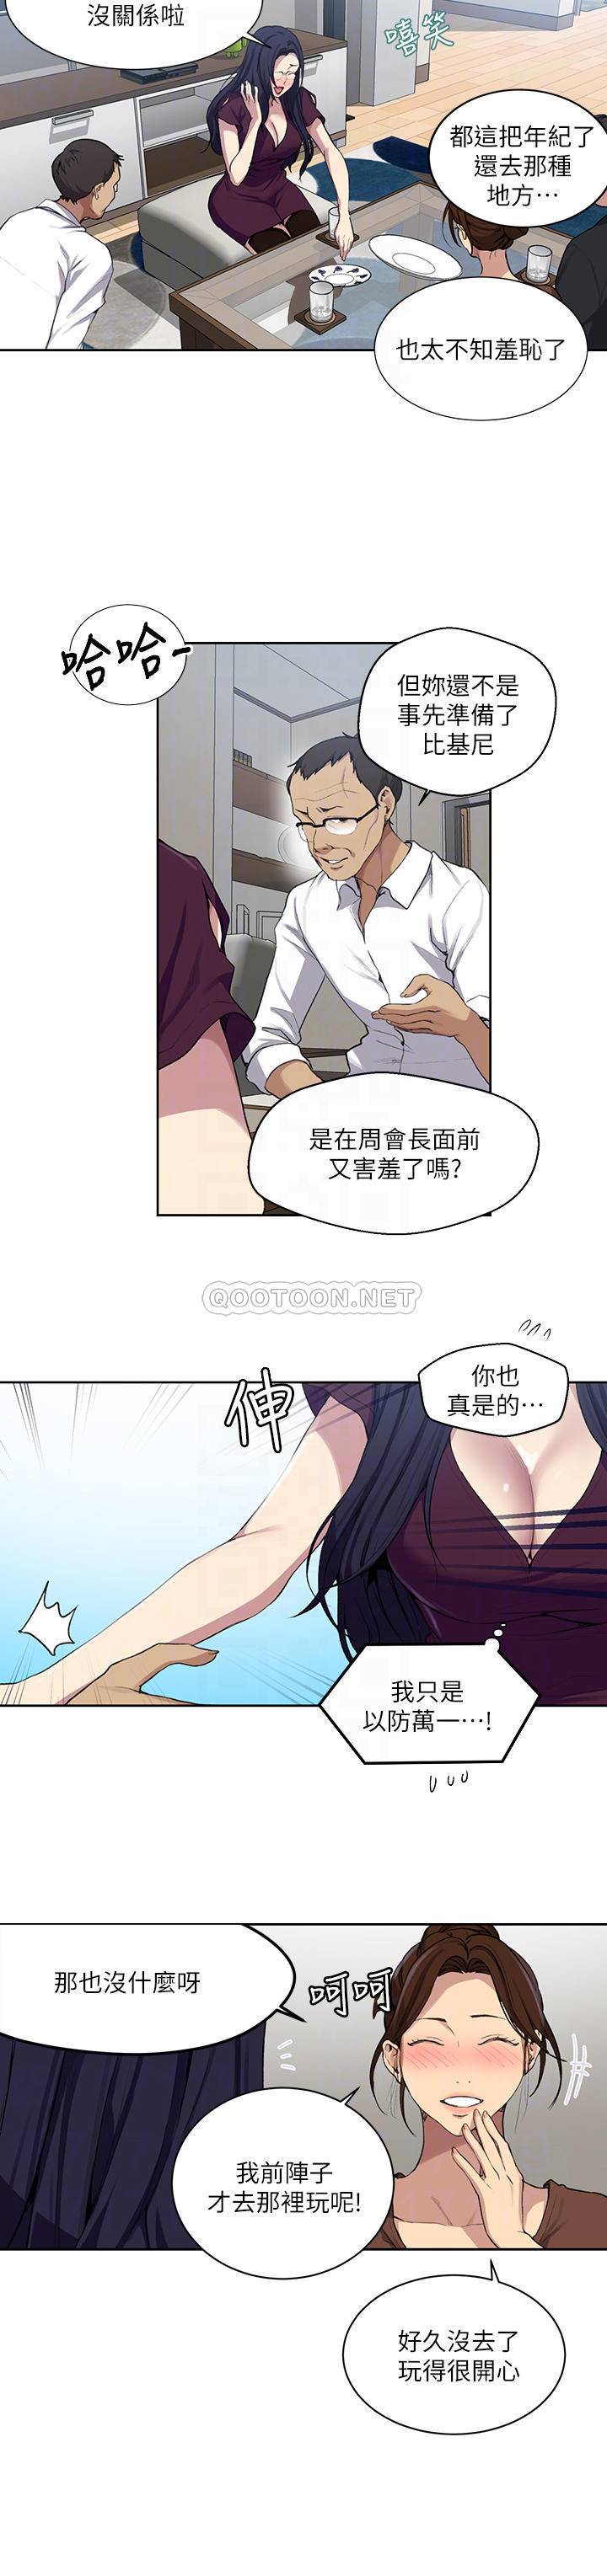 沒關係啦
嘻笑
都這把年紀了
還去那種
地方…
也太不知羞恥了
哈哈-
但妳還不是
事先準備了
比基尼
是在周會長面前
又害羞了嗎?
QOOTOON.NET
你也
真是的…
伸
我只是
以防萬一…!
那也沒什麼呀
呵呵
我前陣子
才去那裡玩呢!
好久沒去了
玩得很開心